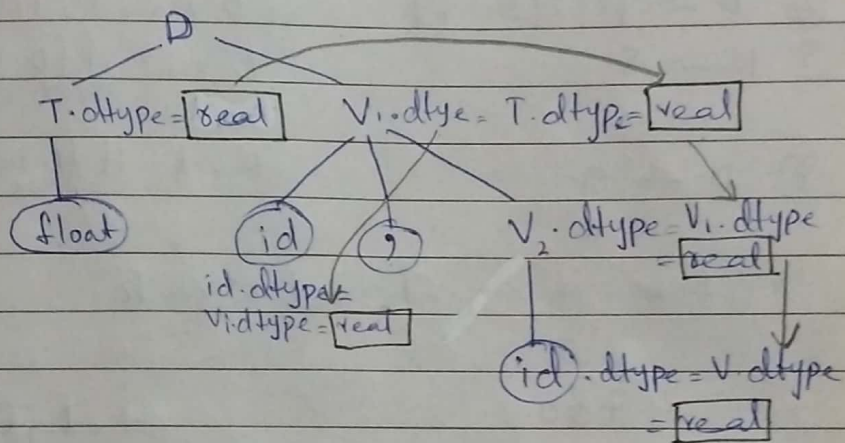 D
T.dtype = real V₁.dtye = T.dtype = real
float id , V₂.dtype = V₁.dtype
= real
id.dtype =
V₁.dtype = real
id .dtype = V.dtype
= real